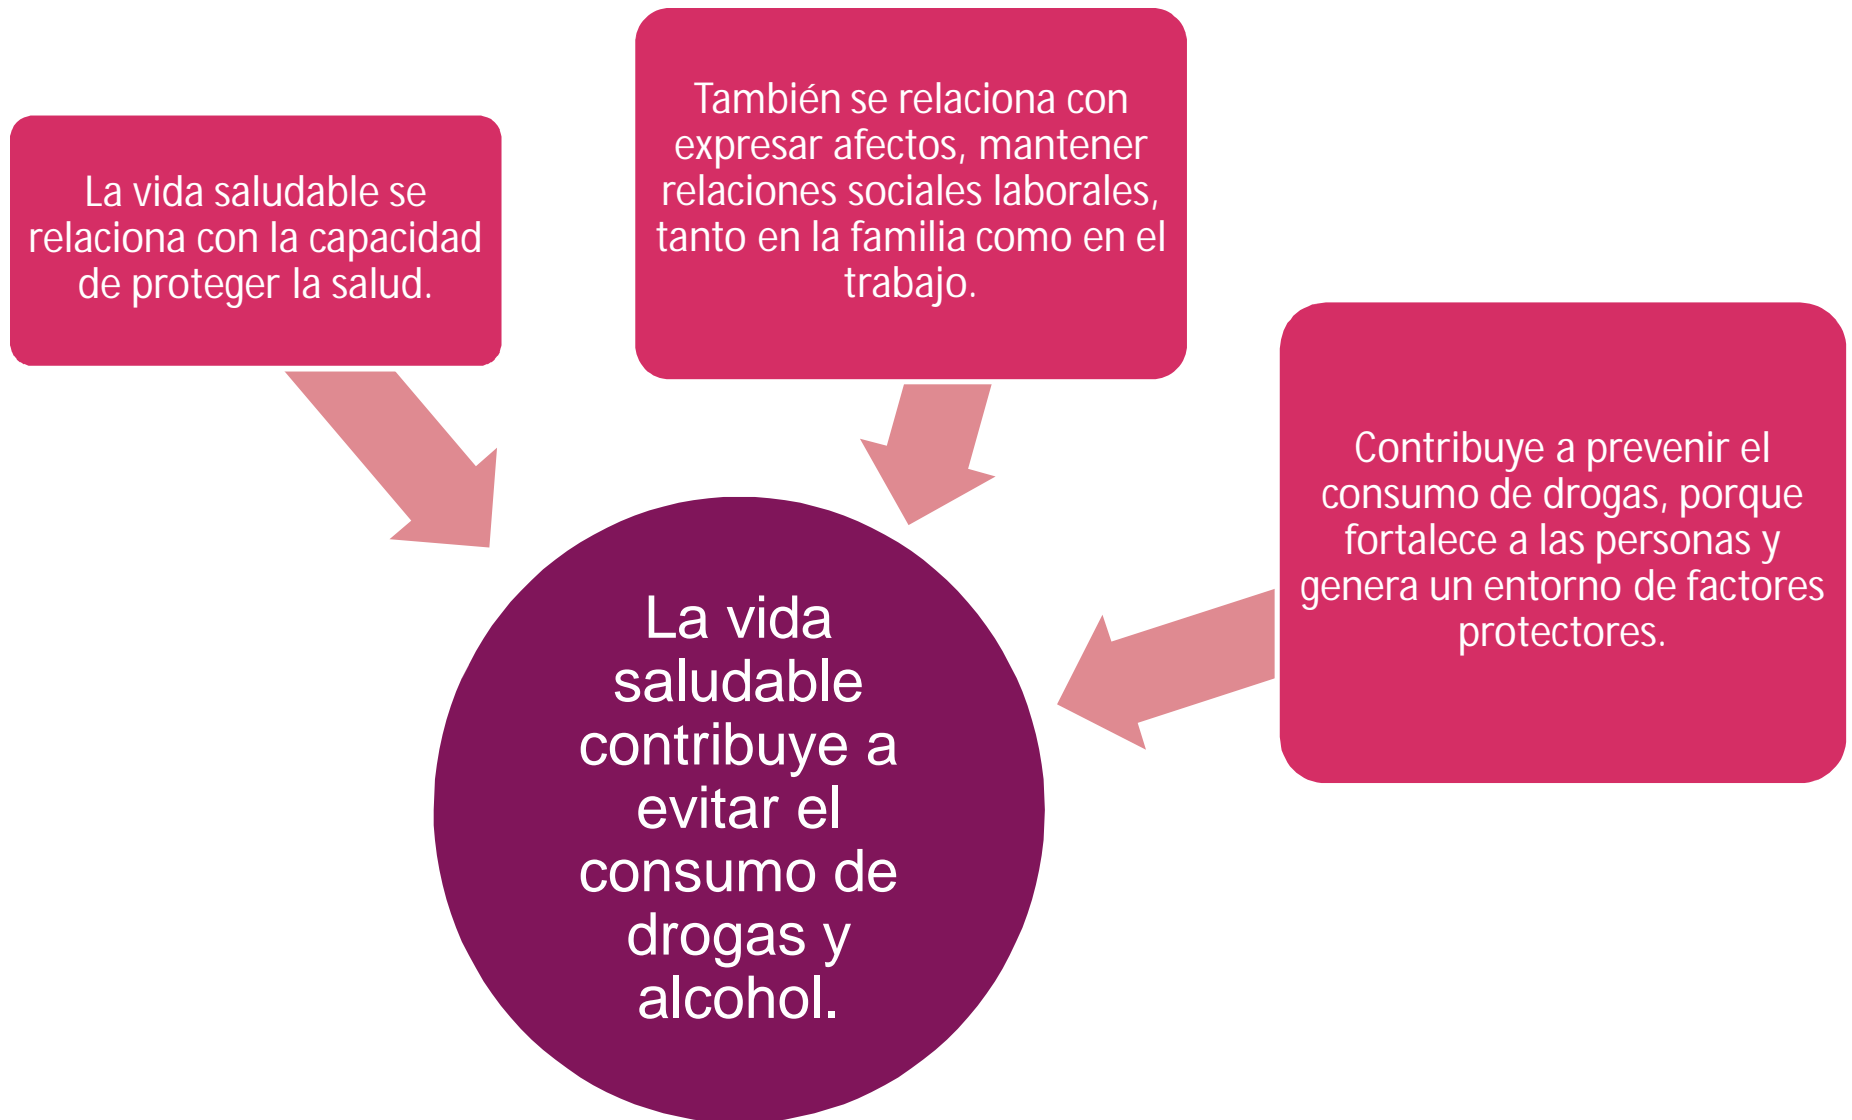 La vida saludable se
relaciona con la capacidad
de proteger la salud.
También se relaciona con
expresar afectos, mantener
relaciones sociales laborales,
tanto en la familia como en el
trabajo.
Contribuye a prevenir el
consumo de drogas, porque
fortalece a las personas y
genera un entorno de factores
protectores.
La vida
saludable
contribuye a
evitar el
consumo de
drogas y
alcohol.